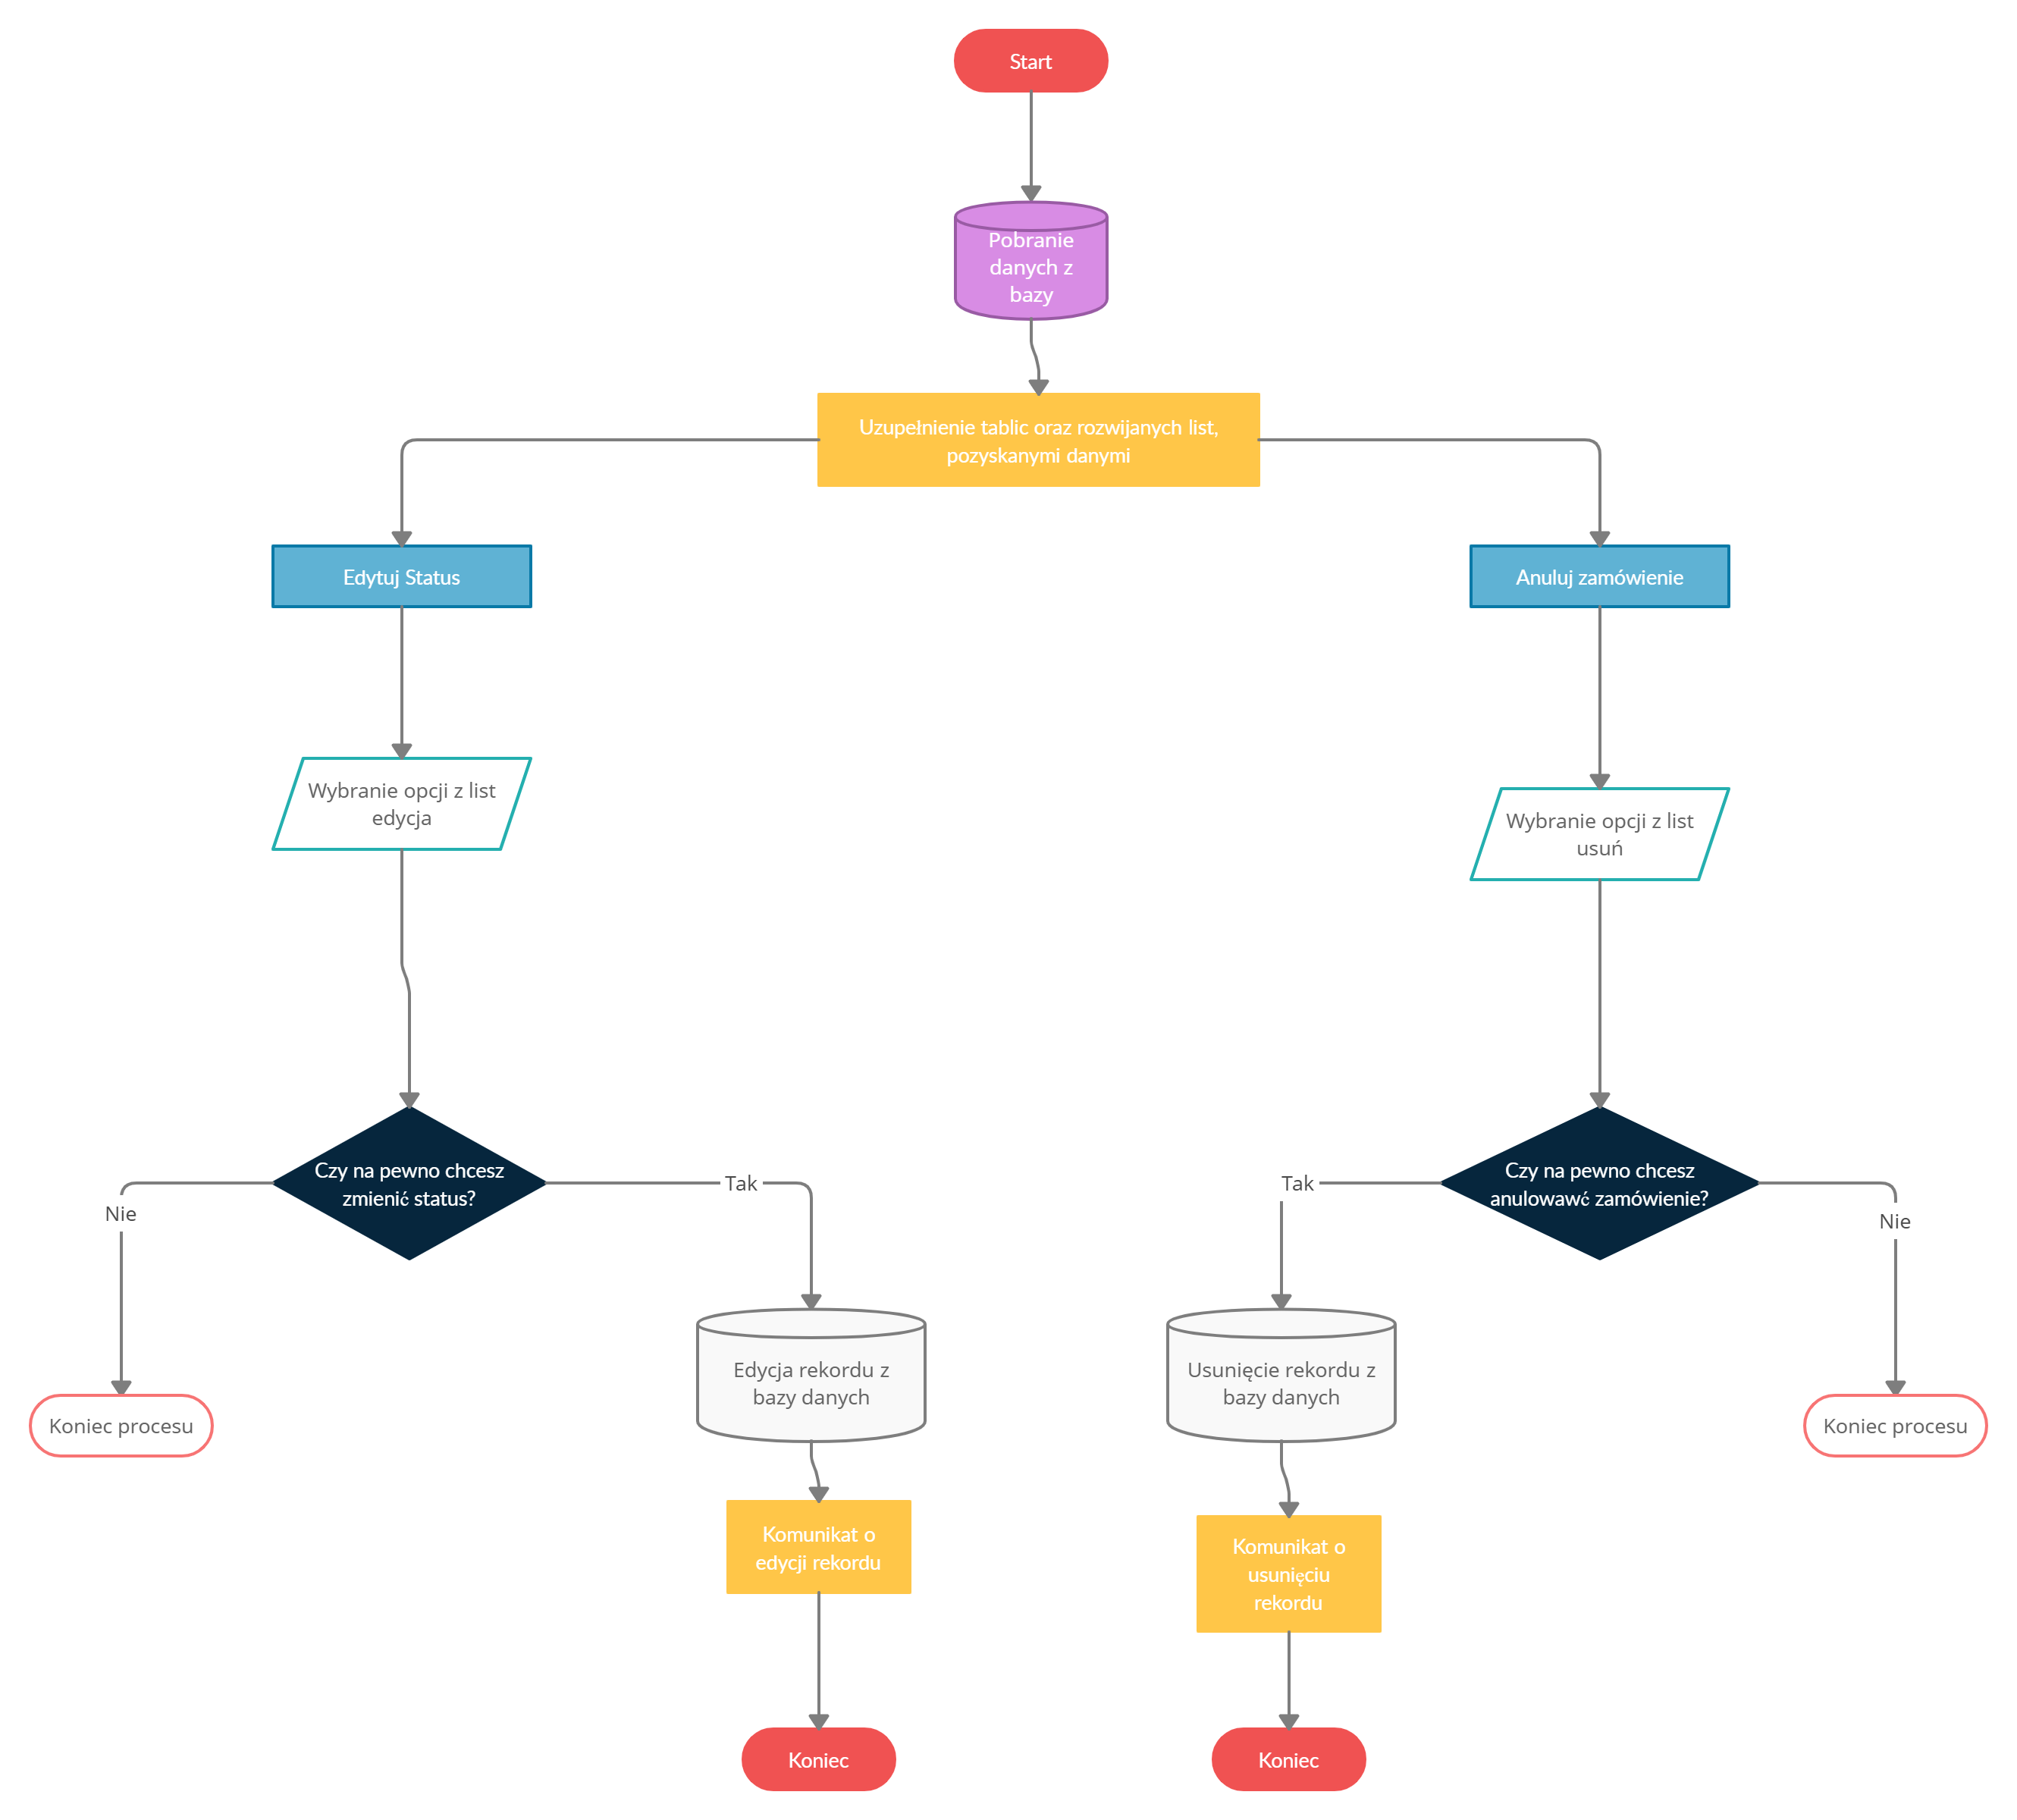 Start
Pobranie
danych z
bazy
Uzupełnienie tablic oraz rozwijanych list,
pozyskanymi danymi
Edytuj Status
Anuluj zamówienie
Wybranie opcji z list
edycja
Wybranie opcji z list
usuń
Czy na pewno chcesz
zmienić status?
Czy na pewno chcesz
anulowawć zamówienie?
Nie
Tak
Tak
Nie
Edycja rekordu z
bazy danych
Usunięcie rekordu z
bazy danych
Koniec procesu
Koniec procesu
Komunikat o
edycji rekordu
Komunikat o
usunięciu
rekordu
Koniec
Koniec